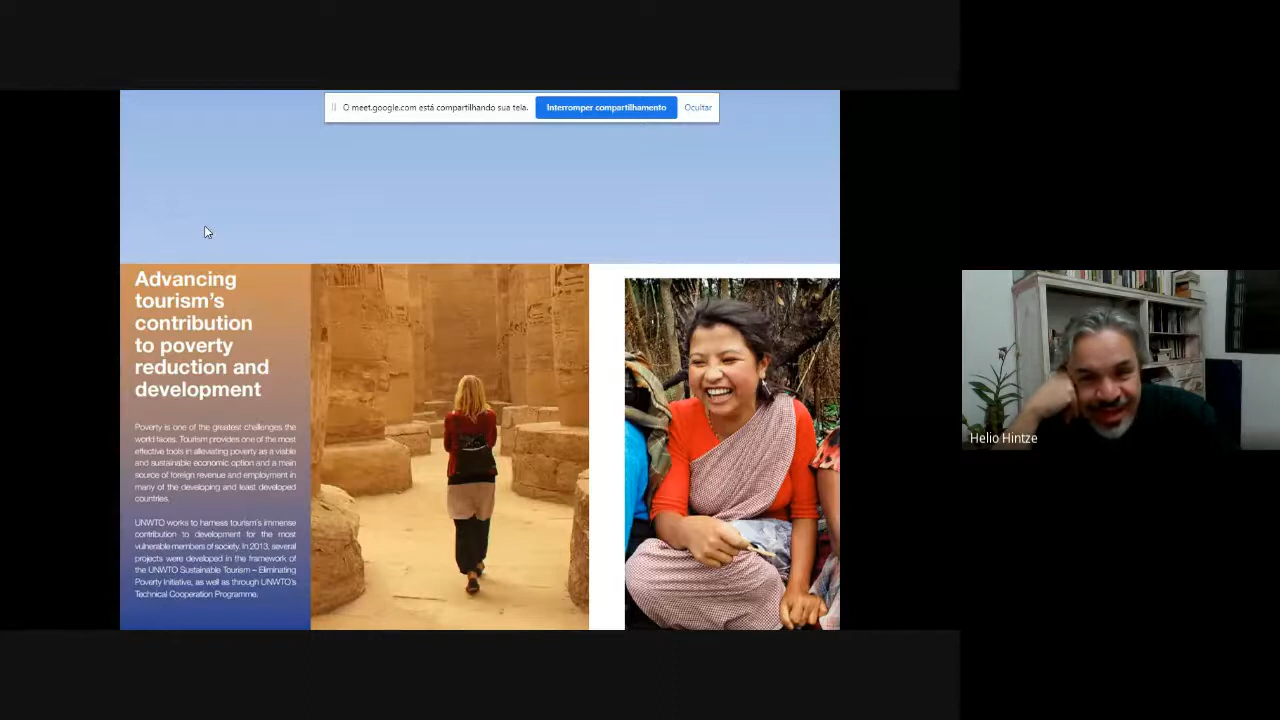 O meet.google.com está compartilhando sua tela.
Interromper compartilhamento
Ocultar
Advancing
tourism's
contribution
to poverty
reduction and
development
Poverty is one of the greatest challenges the
world faces. Tourism provides one of the most
effective tools in alleviating poverty as a viable
and sustainable economic option and a main
source of foreign revenue and employment in
many of the developing and least developed
countries.
UNWTO works to harness tourism's immense
contribution to development for the most
vulnerable members of society. In 2013, several
projects were developed in the framework of
the UNWTO Sustainable Tourism – Eliminating
Poverty Initiative, as well as through UNWTO's
Technical Cooperation Programme.
Helio Hintze